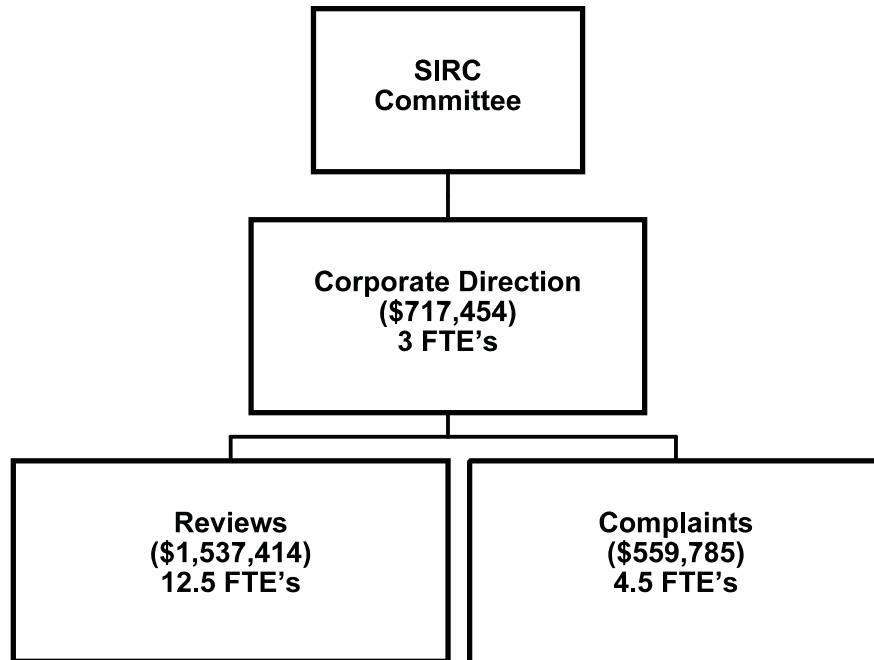 SIRC
Committee
Corporate Direction
($717,454)
3 FTE’s
Reviews
($1,537,414)
12.5 FTE’s
Complaints
($559,785)
4.5 FTE’s